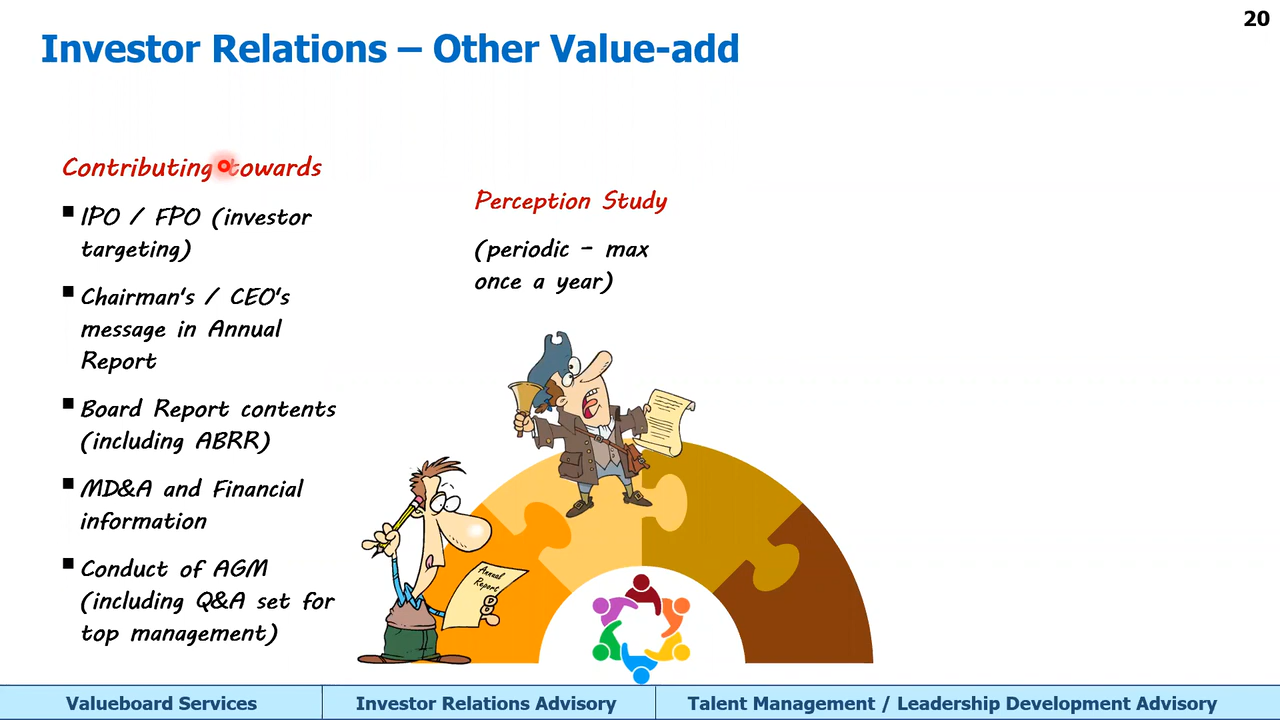 20
Investor Relations – Other Value-add
Contributing towards
▪ IPO / FPO (investor
targeting)
▪ Chairman's / CEO's
message in Annual
Report
▪ Board Report contents
(including ABRR)
▪ MD&A and Financial
information
▪ Conduct of AGM
(including Q&A set for
top management)
Perception Study
(periodic – max
once a year)
Annual
Report
Valueboard Services
Investor Relations Advisory
Talent Management / Leadership Development Advisory